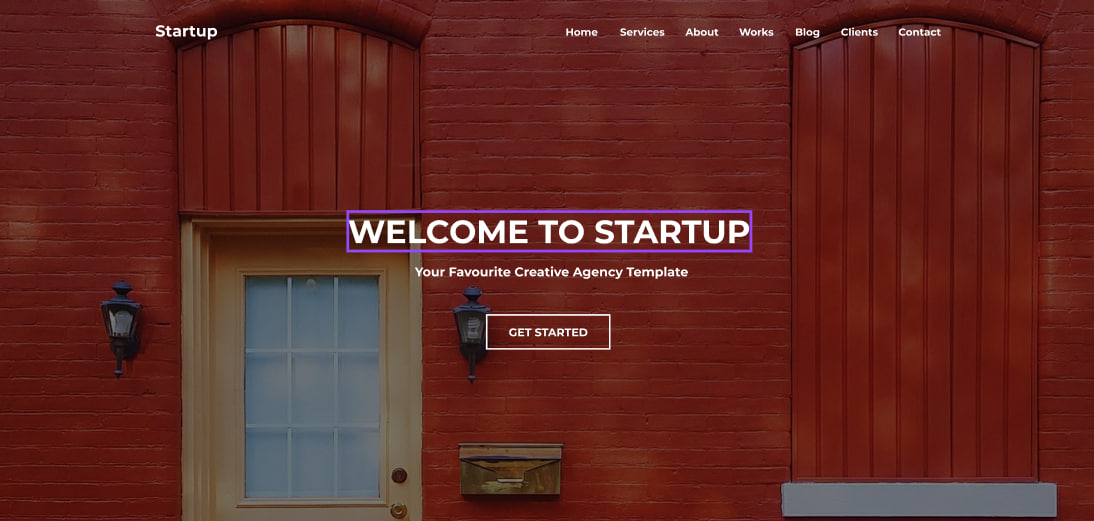 Startup
Home Services About Works Blog Clients Contact
WELCOME TO STARTUP
Your Favourite Creative Agency Template
GET STARTED